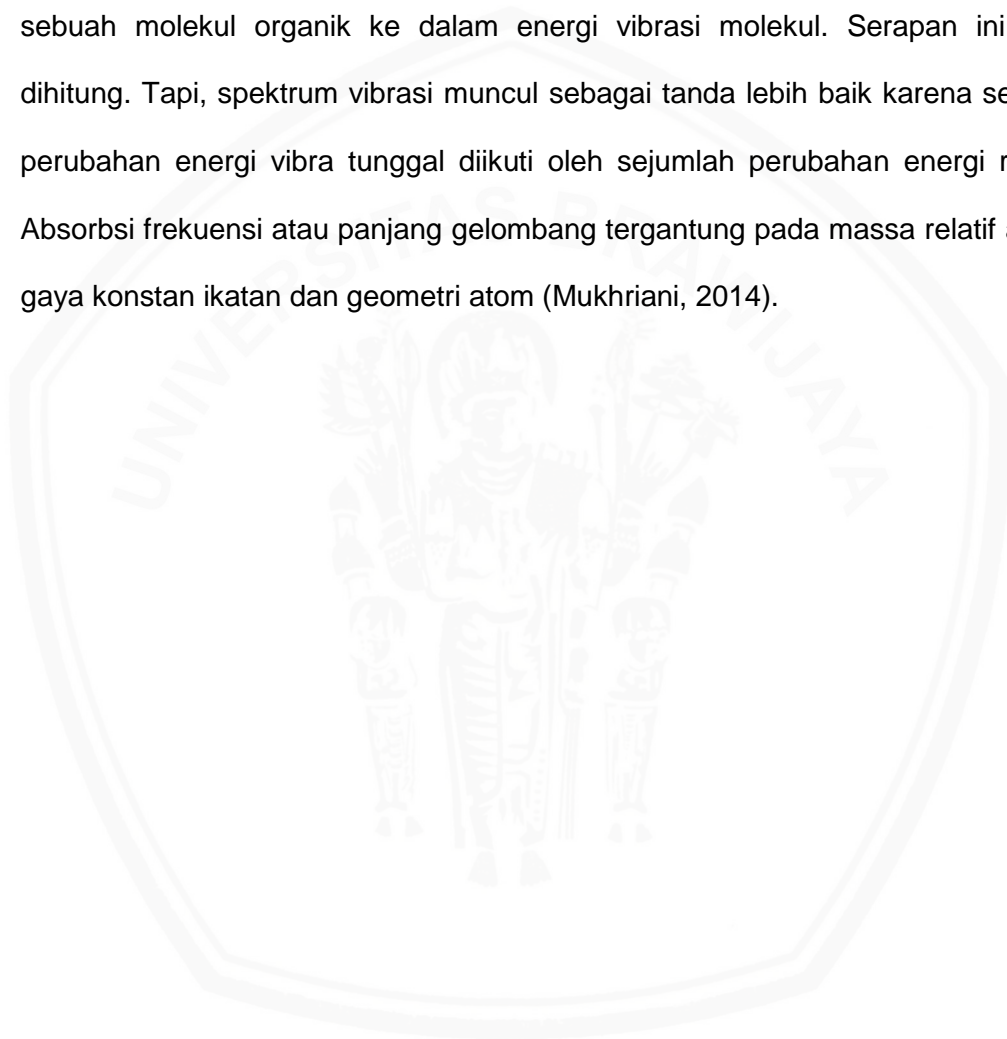 sebuah molekul organik ke dalam energi vibrasi molekul. Serapan ini
dihitung. Tapi, spektrum vibrasi muncul sebagai tanda lebih baik karena
perubahan energi vibra tunggal diikuti oleh sejumlah perubahan energi
Absorbsi frekuensi atau panjang gelombang tergantung pada massa relatif
gaya konstan ikatan dan geometri atom (Mukhriani, 2014).
UNIVERSITAS BRAWIJAYA